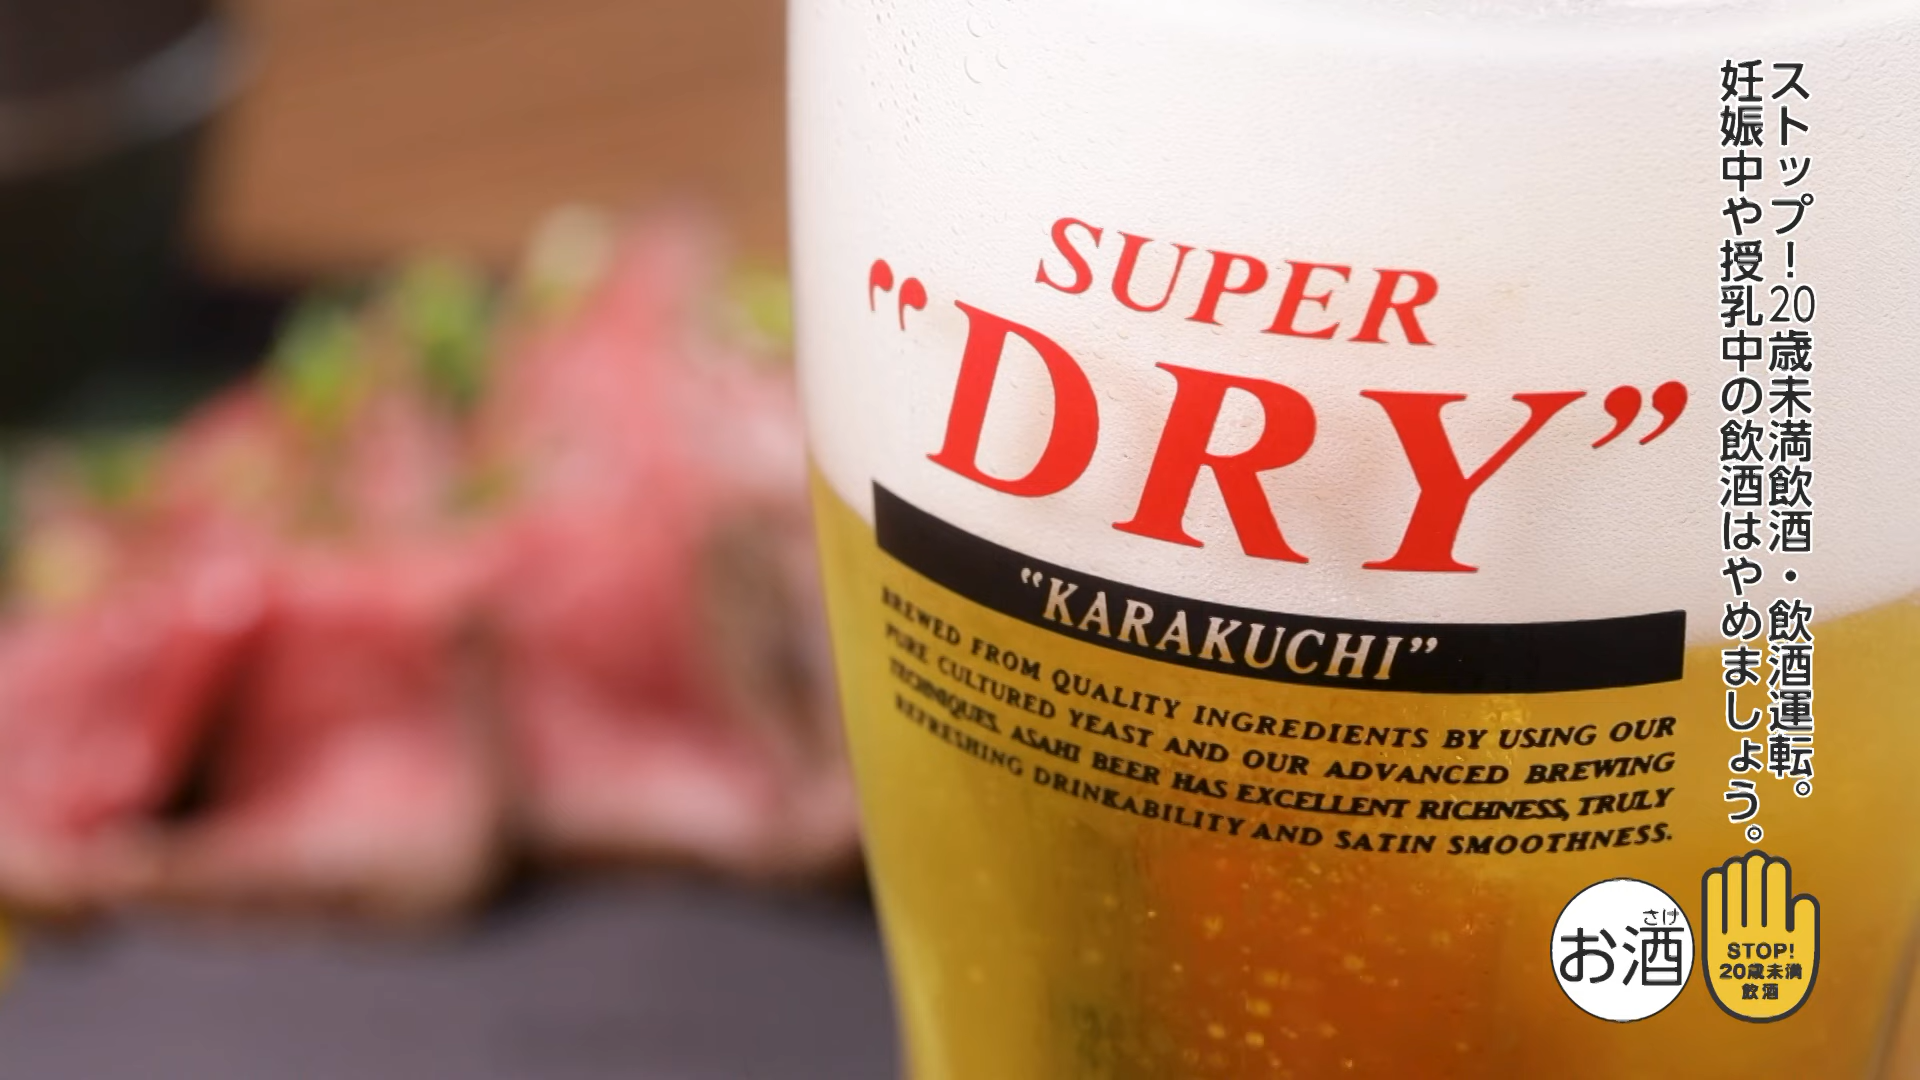 SUPER
“DRY”
“KARAKUCHI”
BREWED FROM QUALITY INGREDIENTS BY USING OUR
PURE CULTURED YEAST AND OUR ADVANCED BREWING
TECHNIQUES. ASAHI BEER HAS EXCELLENT RICHNESS, TRULY
REFRESHING DRINKABILITY AND SATIN SMOOTHNESS.
ストップ！20歳未満飲酒・飲酒運転。
妊娠中や授乳中の飲酒はやめましょう。
さけ
お酒
STOP!
20歳未満
飲酒